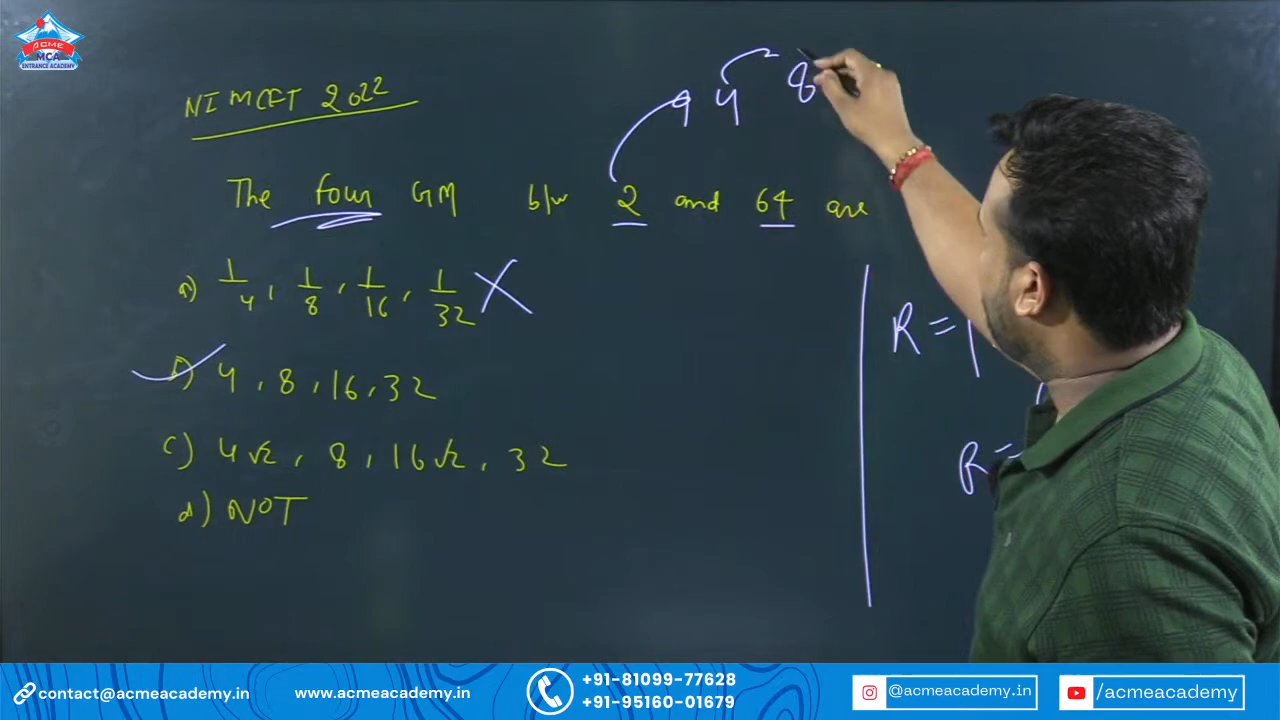 ACME
MCA
ENTRANCE ACADEMY
NIMCET 2022
4 8
The four GM b/w 2 and 64 are
a) 1/4, 1/8, 1/16, 1/32
b) 4, 8, 16, 32
c) 4√2, 8, 16√2, 32
d) NOT
R =
R =
contact@acmeacademy.in www.acmeacademy.in +91-81099-77628
+91-95160-01679
@acmeacademy.in /acmeacademy